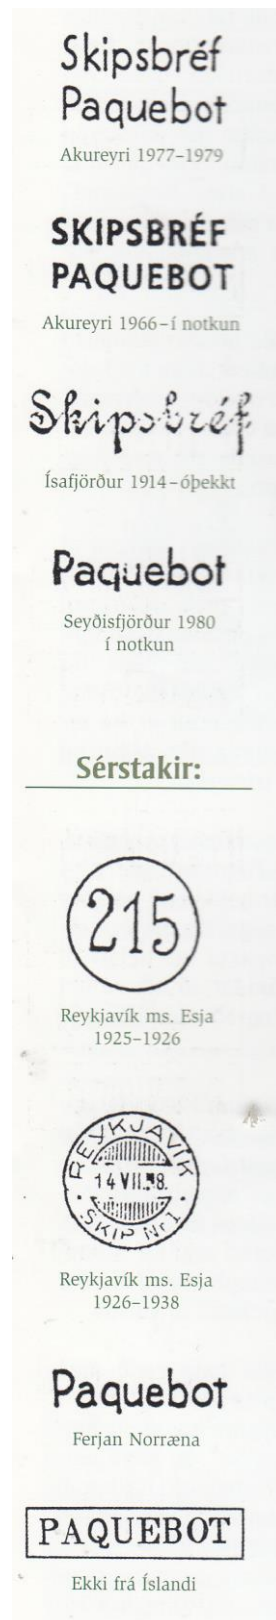 Skipsbréf
Paquebot
Akureyri 1977–1979
SKIPSBRÉF
PAQUEBOT
Akureyri 1966–í notkun
Skipsbréf
Ísafjörður 1914–óþekkt
Paquebot
Seyðisfjörður 1980
í notkun
Sérstakir:
215
Reykjavík ms. Esja
1925–1926
REYKJAVÍK
14 VII. 38.
SKIP Nr 1
Reykjavík ms. Esja
1926–1938
Paquebot
Ferjan Norræna
PAQUEBOT
Ekki frá Íslandi